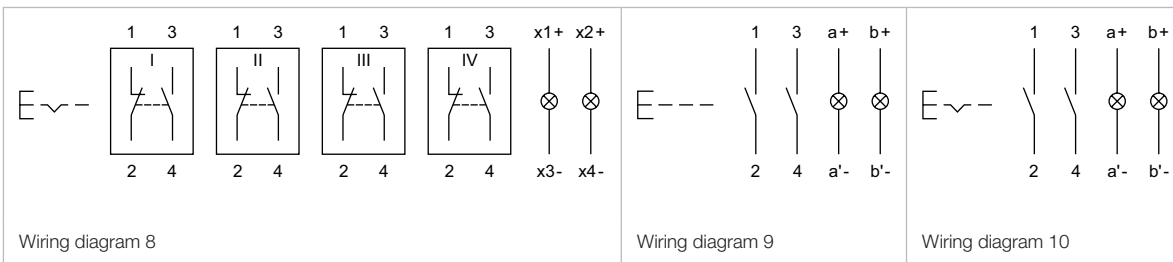 1 3 1 3 1 3 1 3 x1+ x2+
I II III IV
2 4 2 4 2 4 2 4 x3- x4-
Wiring diagram 8
1 3 a+ b+
2 4 a'- b'-
Wiring diagram 9
1 3 a+ b+
2 4 a'- b'-
Wiring diagram 10